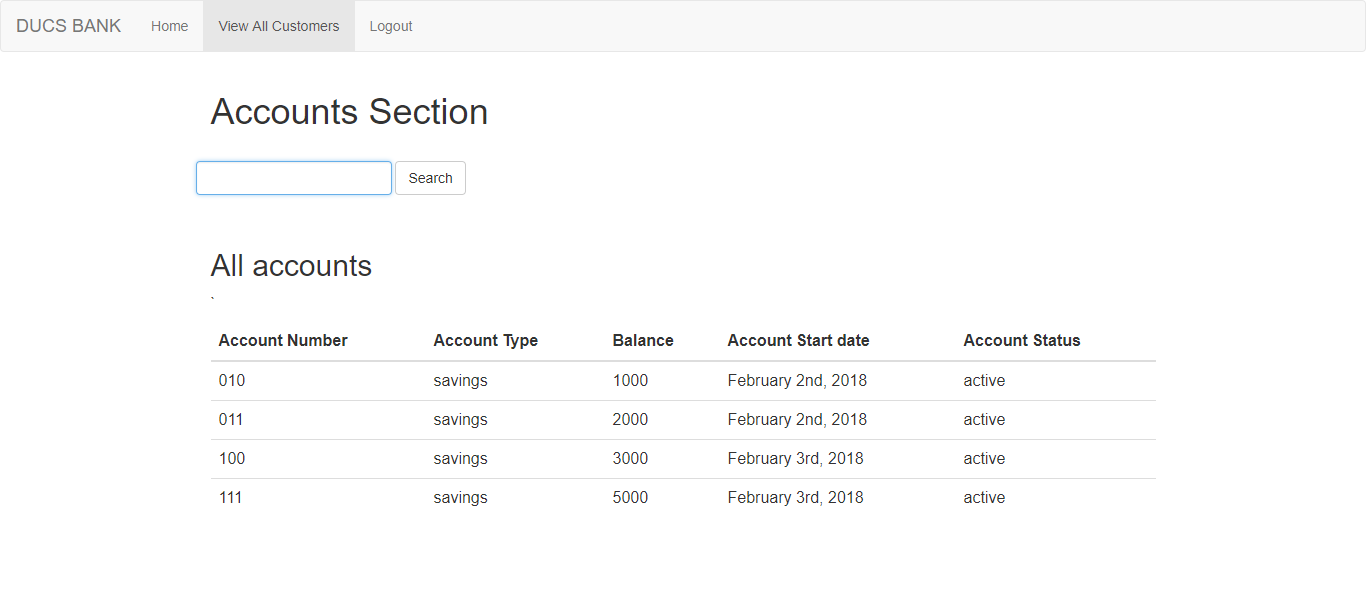 DUCS BANK Home View All Customers Logout
Accounts Section
Search
All accounts
`
Account Number Account Type Balance Account Start date Account Status
010 savings 1000 February 2nd, 2018 active
011 savings 2000 February 2nd, 2018 active
100 savings 3000 February 3rd, 2018 active
111 savings 5000 February 3rd, 2018 active